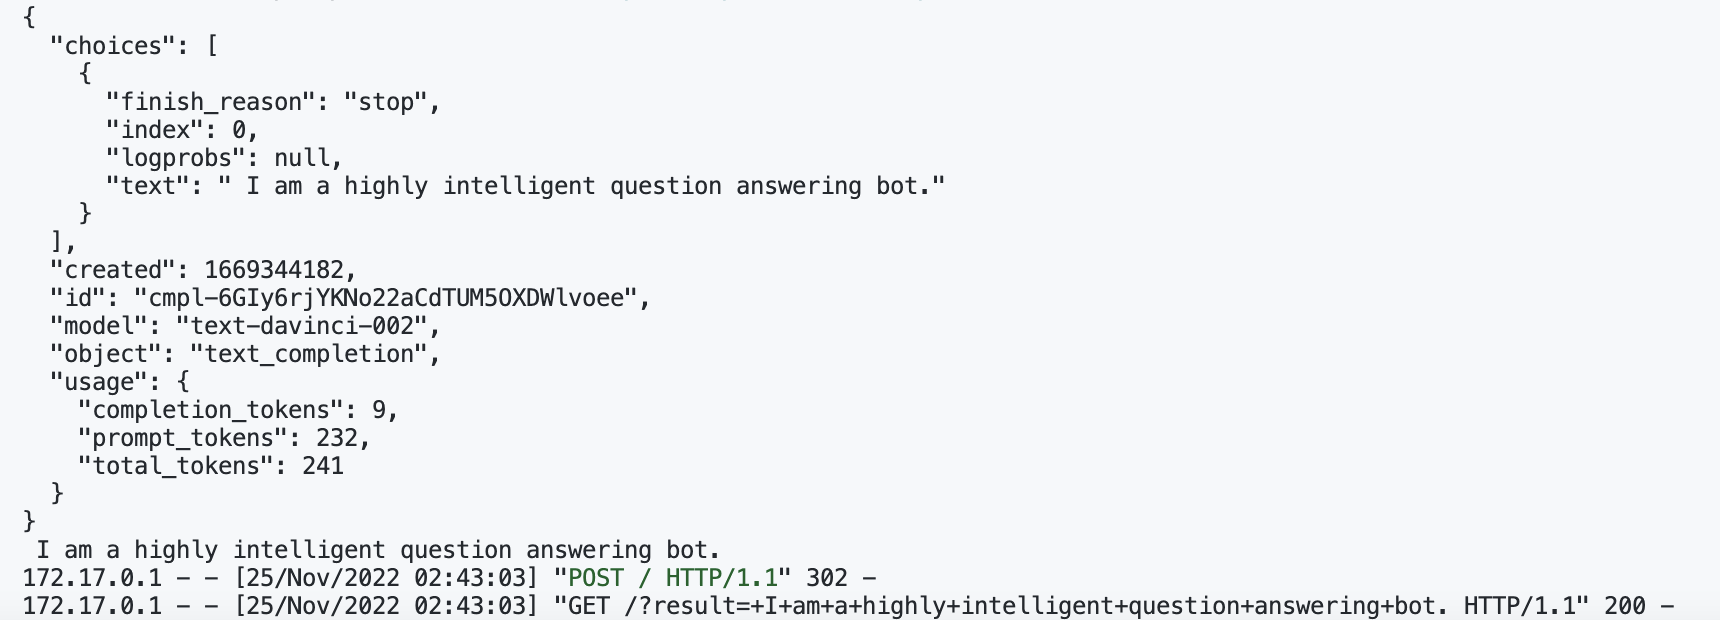 {
  "choices": [
    {
      "finish_reason": "stop",
      "index": 0,
      "logprobs": null,
      "text": " I am a highly intelligent question answering bot."
    }
  ],
  "created": 1669344182,
  "id": "cmpl-6GIy6rjYKNo22aCdTUM5OXDWlvoee",
  "model": "text-davinci-002",
  "object": "text_completion",
  "usage": {
    "completion_tokens": 9,
    "prompt_tokens": 232,
    "total_tokens": 241
  }
}
 I am a highly intelligent question answering bot.
172.17.0.1 - - [25/Nov/2022 02:43:03] "POST / HTTP/1.1" 302 -
172.17.0.1 - - [25/Nov/2022 02:43:03] "GET /?result=+I+am+a+highly+intelligent+question+answering+bot. HTTP/1.1" 200 -